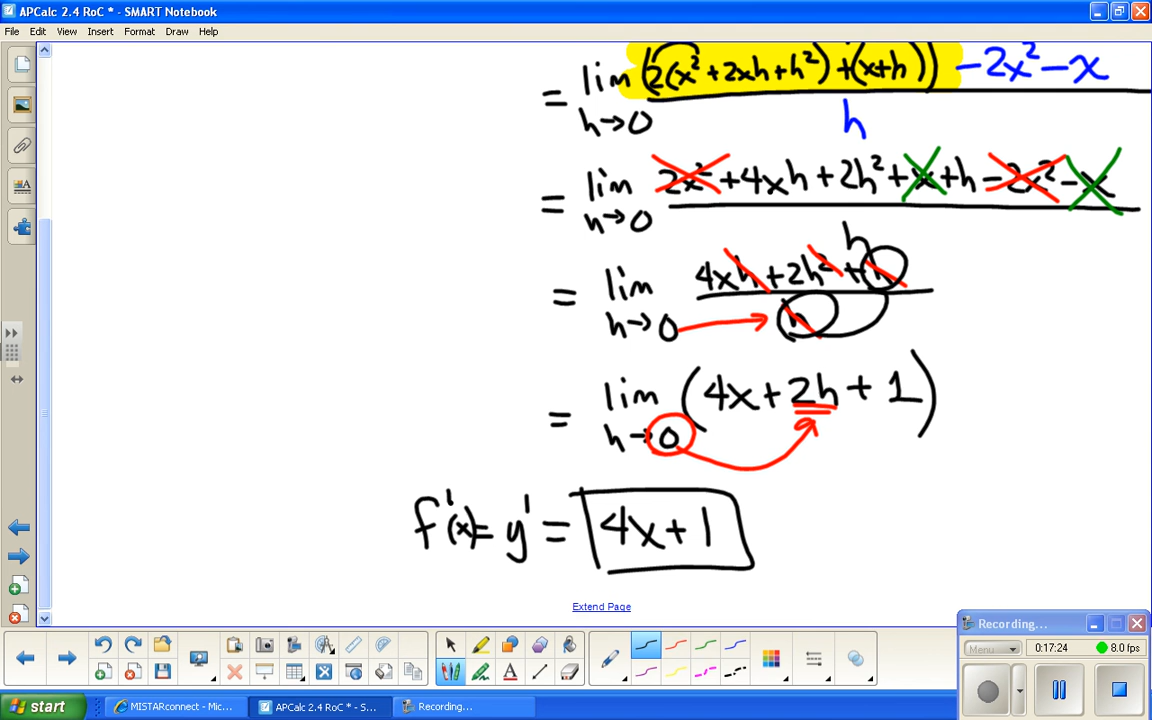 APCalc 2.4 RoC * - SMART Notebook
File Edit View Insert Format Draw Help
= lim h→0 (2(x² + 2xh + h²) + (x+h)) - 2x² - x
h
= lim h→0 2x² + 4xh + 2h² + x + h - 2x² - x
h
= lim h→0 4xh + 2h² + h
h
= lim h→0 (4x + 2h + 1)
f'(x) = y' = 4x + 1
Extend Page
Recording...
Menu 0:17:24 8.0 fps
start MISTARconnect - Mic... APCalc 2.4 RoC * - S... Recording...